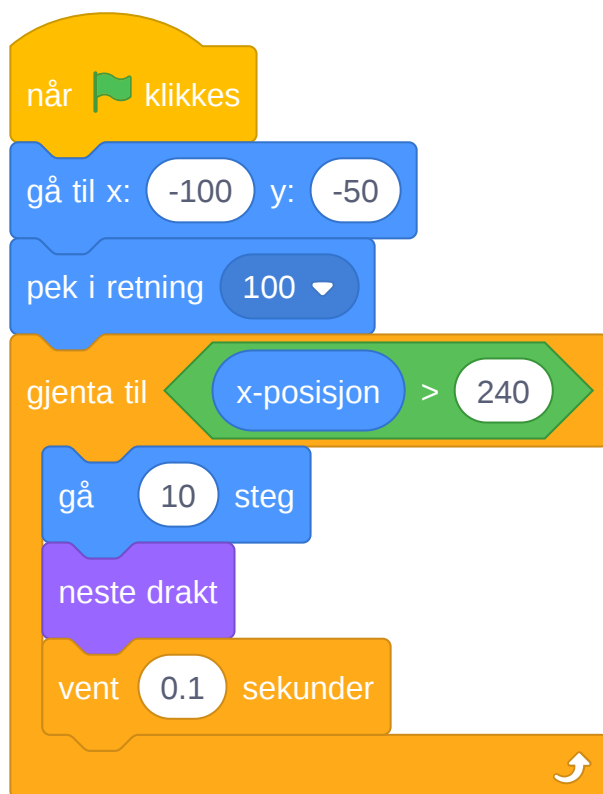 når klikkes
gå til x: -100 y: -50
pek i retning 100
gjenta til x-posisjon > 240
gå 10 steg
neste drakt
vent 0.1 sekunder